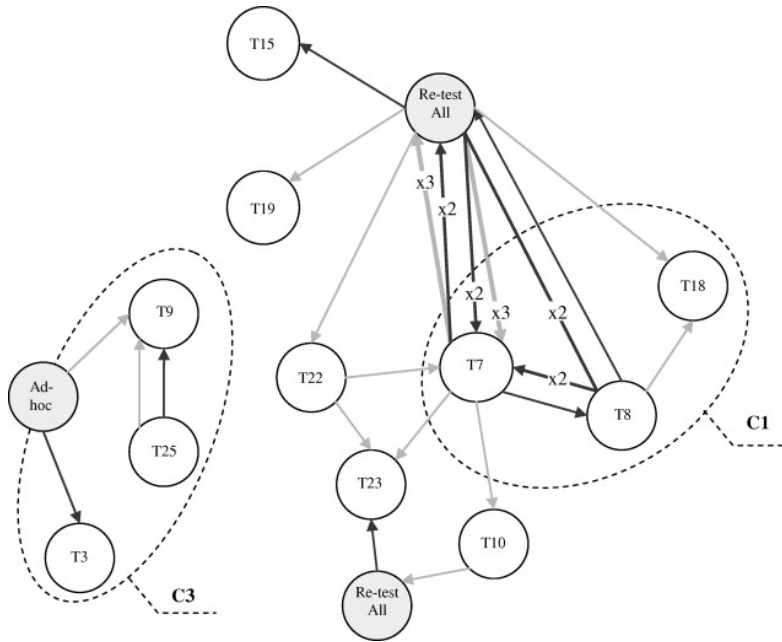 T15
Re-test
All
x3
x2
T19
T18
T9
x2
x3
x2
Ad-
hoc
T22
T7
x2
T8
C1
T25
T23
T3
T10
C3
Re-test
All